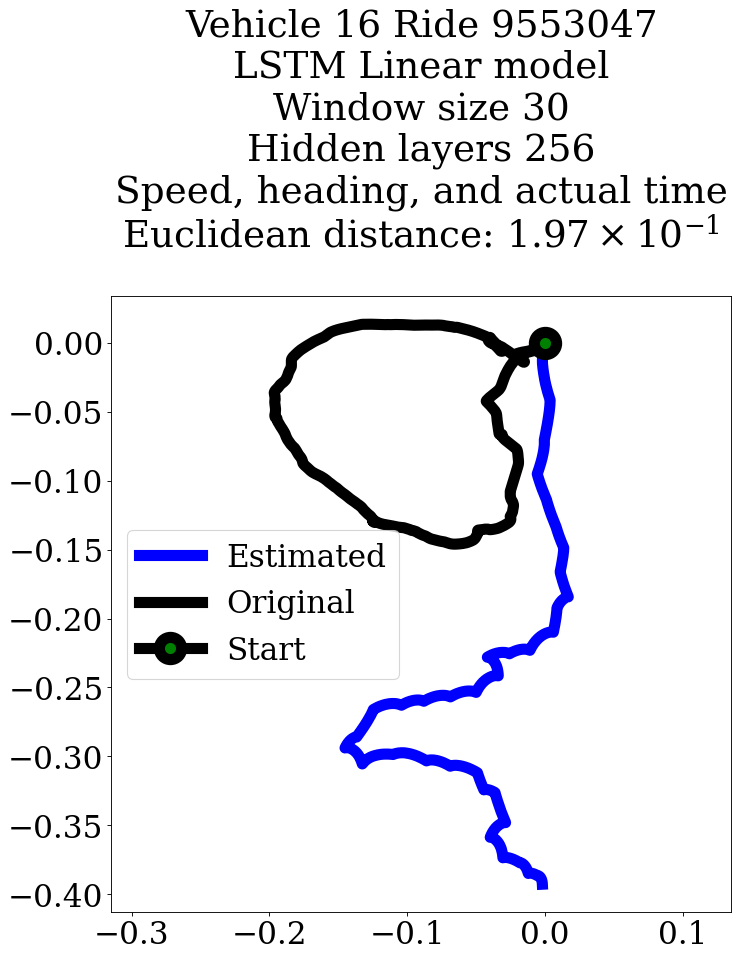 Vehicle 16 Ride 9553047
LSTM Linear model
Window size 30
Hidden layers 256
Speed, heading, and actual time
Euclidean distance: 1.97 × 10⁻¹
0.00
−0.05
−0.10
−0.15
−0.20
−0.25
−0.30
−0.35
−0.40
Estimated
Original
Start
−0.3 −0.2 −0.1 0.0 0.1